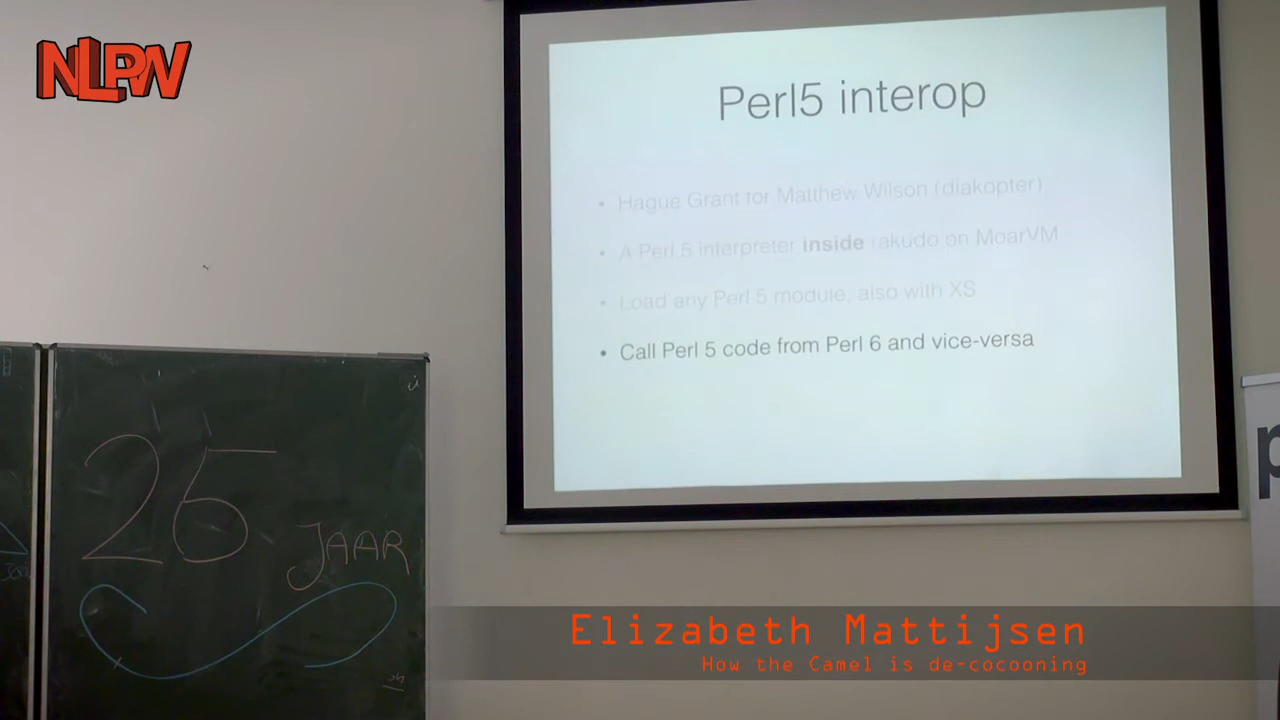 NLPW
Perl5 interop
• Hague Grant for Matthew Wilson (diakopter)
• A Perl 5 interpreter inside rakudo on MoarVM
• Load any Perl 5 module, also with XS
• Call Perl 5 code from Perl 6 and vice-versa
25
JAAR
p
Elizabeth Mattijsen
How the Camel is de-cocooning